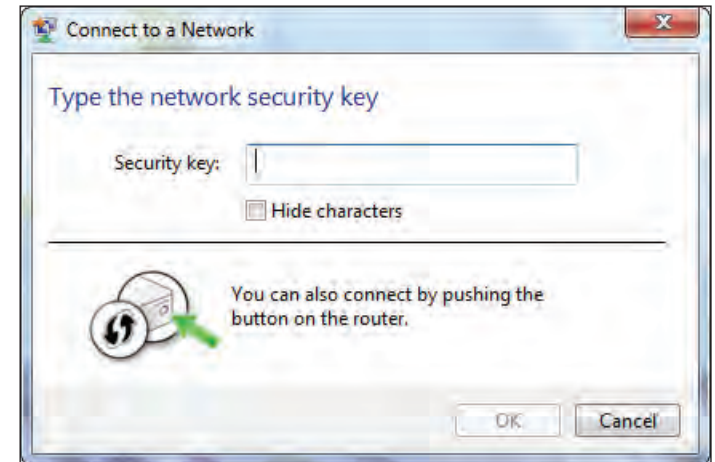 Connect to a Network
Type the network security key
Security key:
Hide characters
You can also connect by pushing the
button on the router.
OK
Cancel